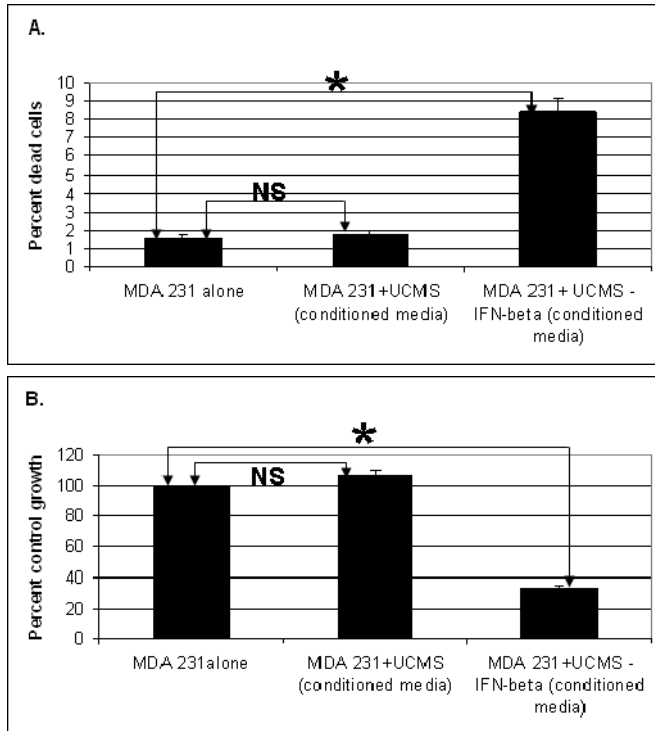 A.
Percent dead cells
10
9
8
7
6
5
4
3
2
1
0
*
NS
MDA.231 alone
MDA 231+UCMS
(conditioned media)
MDA 231+ UCMS -
IFN-beta (conditioned
media)
B.
Percent control growth
120
100
80
60
40
20
0
*
NS
MDA 231alone
MDA 231+UCMS
(conditioned media)
MDA 231+UCMS -
IFN-beta (conditioned
media)